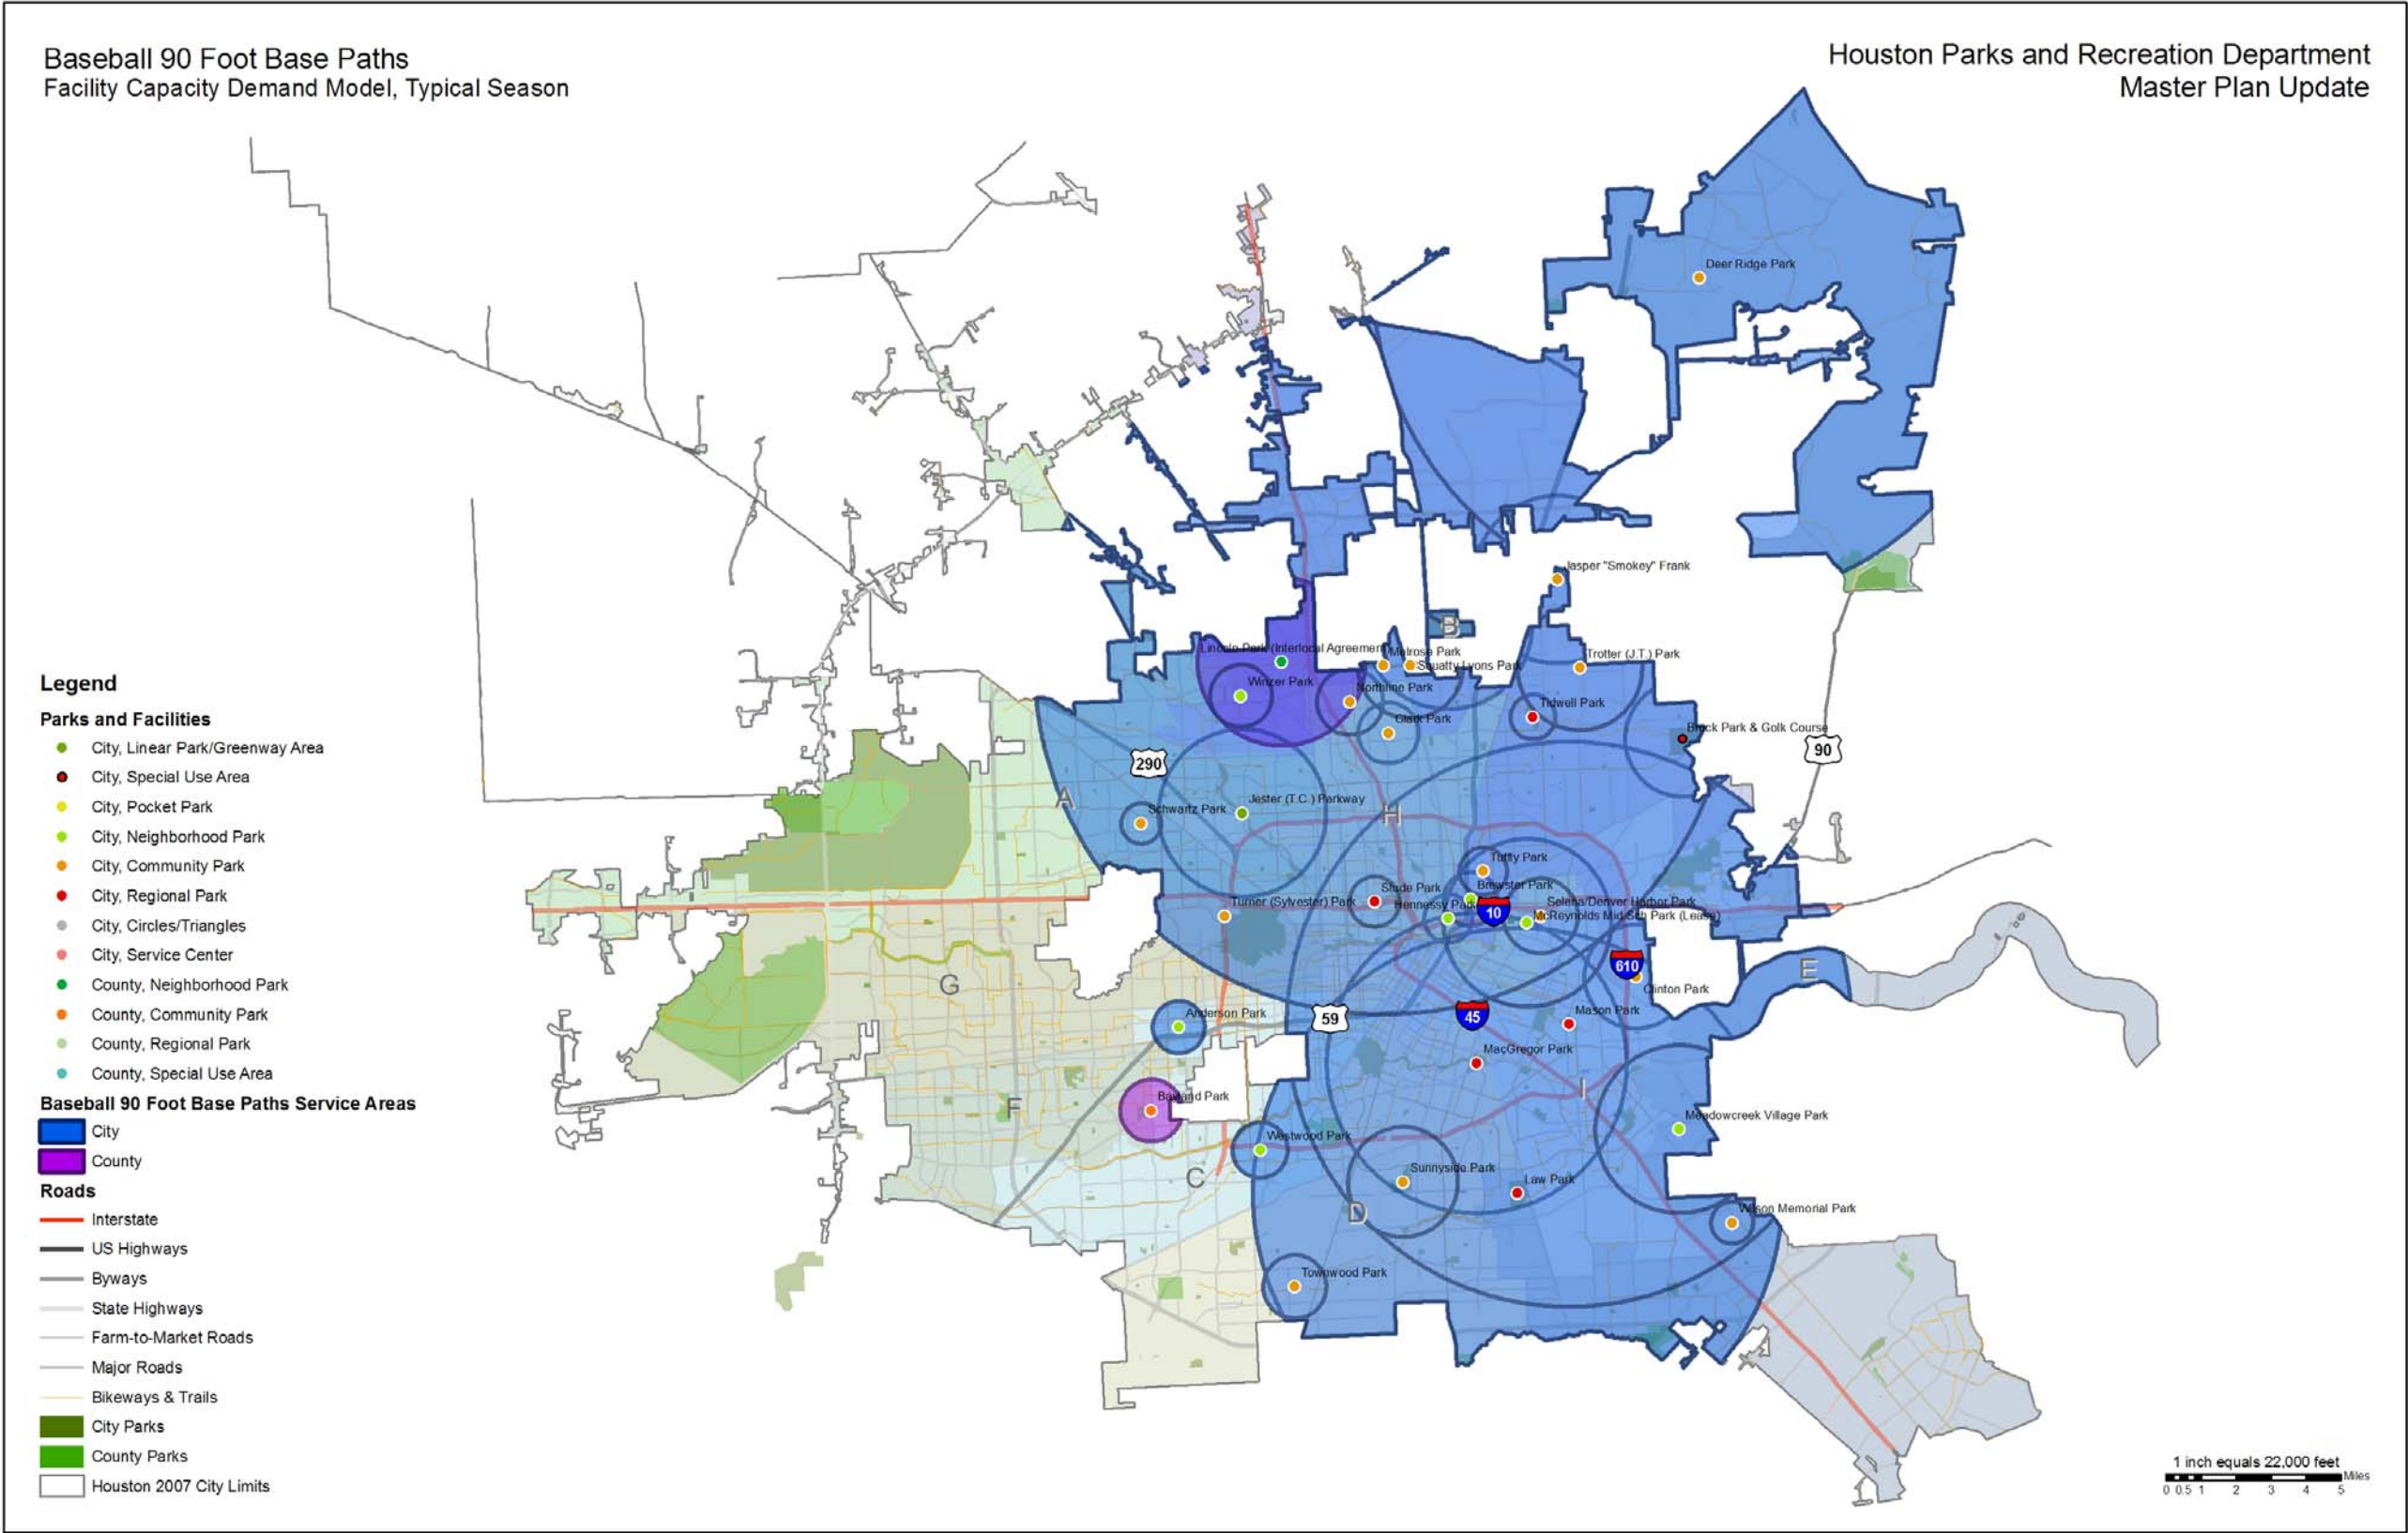 Baseball 90 Foot Base Paths
Facility Capacity Demand Model, Typical Season
Houston Parks and Recreation Department
Master Plan Update
Deer Ridge Park
Jasper "Smokey" Frank
B
Lincoln Park (Interlocal Agreement)
Melrose Park
Squatty Lyons Park
Trotter (J.T.) Park
Winzer Park
Northline Park
Tidwell Park
Clark Park
Brock Park & Golk Course
290
90
A
Schwartz Park
Jester (T.C.) Parkway
H
Tuffy Park
Stude Park
Brewster Park
Turner (Sylvester) Park
Hennessy Park
10
Selena/Denver Harbor Park
McReynolds Mid Sch Park (Lease)
610
E
Clinton Park
G
Anderson Park
59
45
Mason Park
MacGregor Park
I
F
Bayland Park
Meadowcreek Village Park
Westwood Park
C
Sunnyside Park
Law Park
D
Wilson Memorial Park
Townwood Park
Legend
Parks and Facilities
City, Linear Park/Greenway Area
City, Special Use Area
City, Pocket Park
City, Neighborhood Park
City, Community Park
City, Regional Park
City, Circles/Triangles
City, Service Center
County, Neighborhood Park
County, Community Park
County, Regional Park
County, Special Use Area
Baseball 90 Foot Base Paths Service Areas
City
County
Roads
Interstate
US Highways
Byways
State Highways
Farm-to-Market Roads
Major Roads
Bikeways & Trails
City Parks
County Parks
Houston 2007 City Limits
1 inch equals 22,000 feet
Miles
0 0.5 1 2 3 4 5